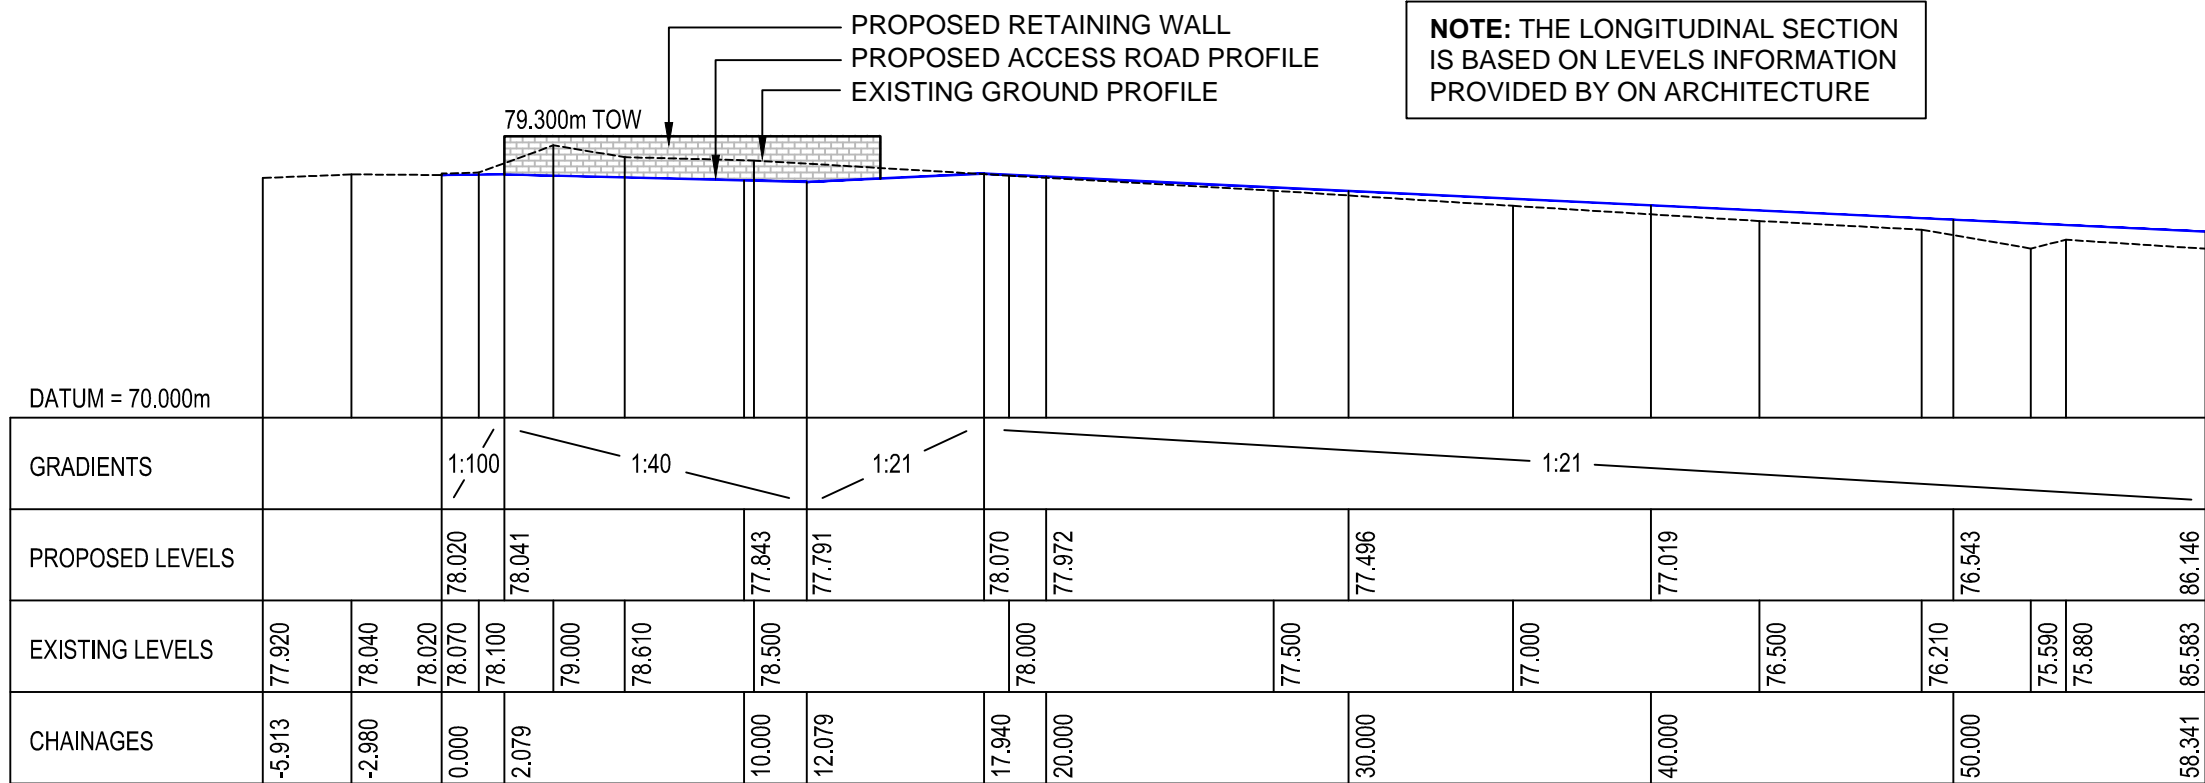 PROPOSED RETAINING WALL
PROPOSED ACCESS ROAD PROFILE
EXISTING GROUND PROFILE
NOTE: THE LONGITUDINAL SECTION
IS BASED ON LEVELS INFORMATION
PROVIDED BY ON ARCHITECTURE
79.300m TOW
DATUM = 70.000m
GRADIENTS 1:100 1:40 1:21 1:21
PROPOSED LEVELS 78.020 78.041 77.843 77.791 78.070 77.972 77.496 77.019 76.543 86.146
EXISTING LEVELS 77.920 78.040 78.020 78.070 78.100 79.000 78.610 78.500 78.000 77.500 77.000 76.500 76.210 75.590 75.880 85.583
CHAINAGES -5.913 -2.980 0.000 2.079 10.000 12.079 17.940 20.000 30.000 40.000 50.000 58.341